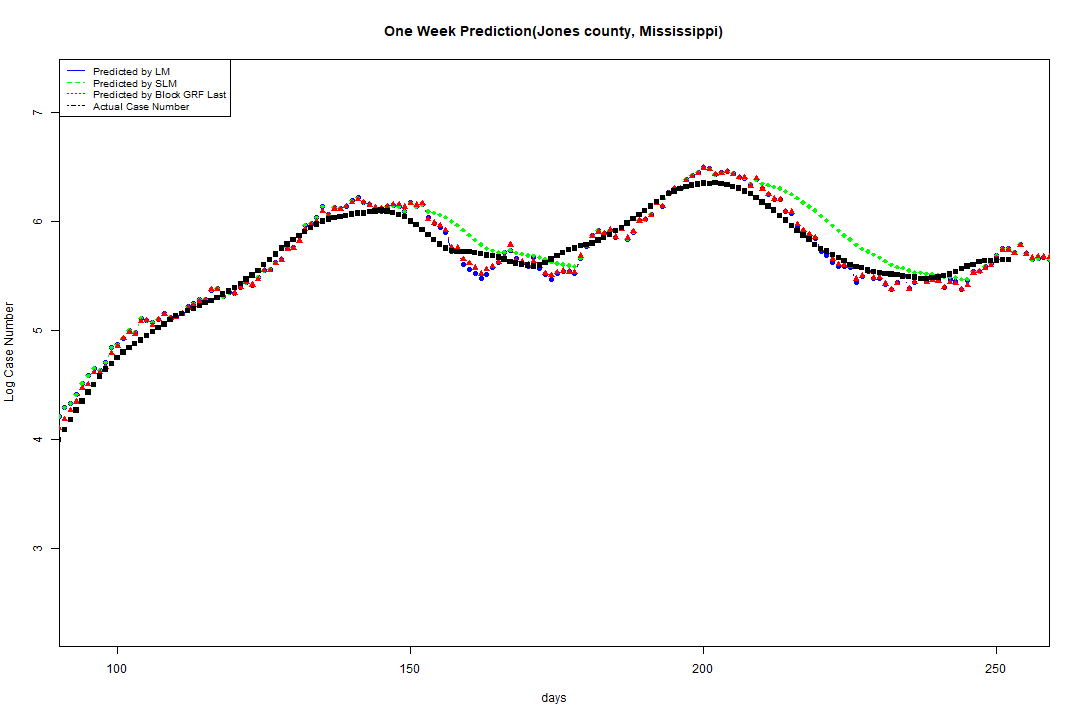 One Week Prediction(Jones county, Mississippi)
Predicted by LM
Predicted by SLM
Predicted by Block GRF Last
Actual Case Number
7
6
5
4
3
Log Case Number
100 150 200 250
days